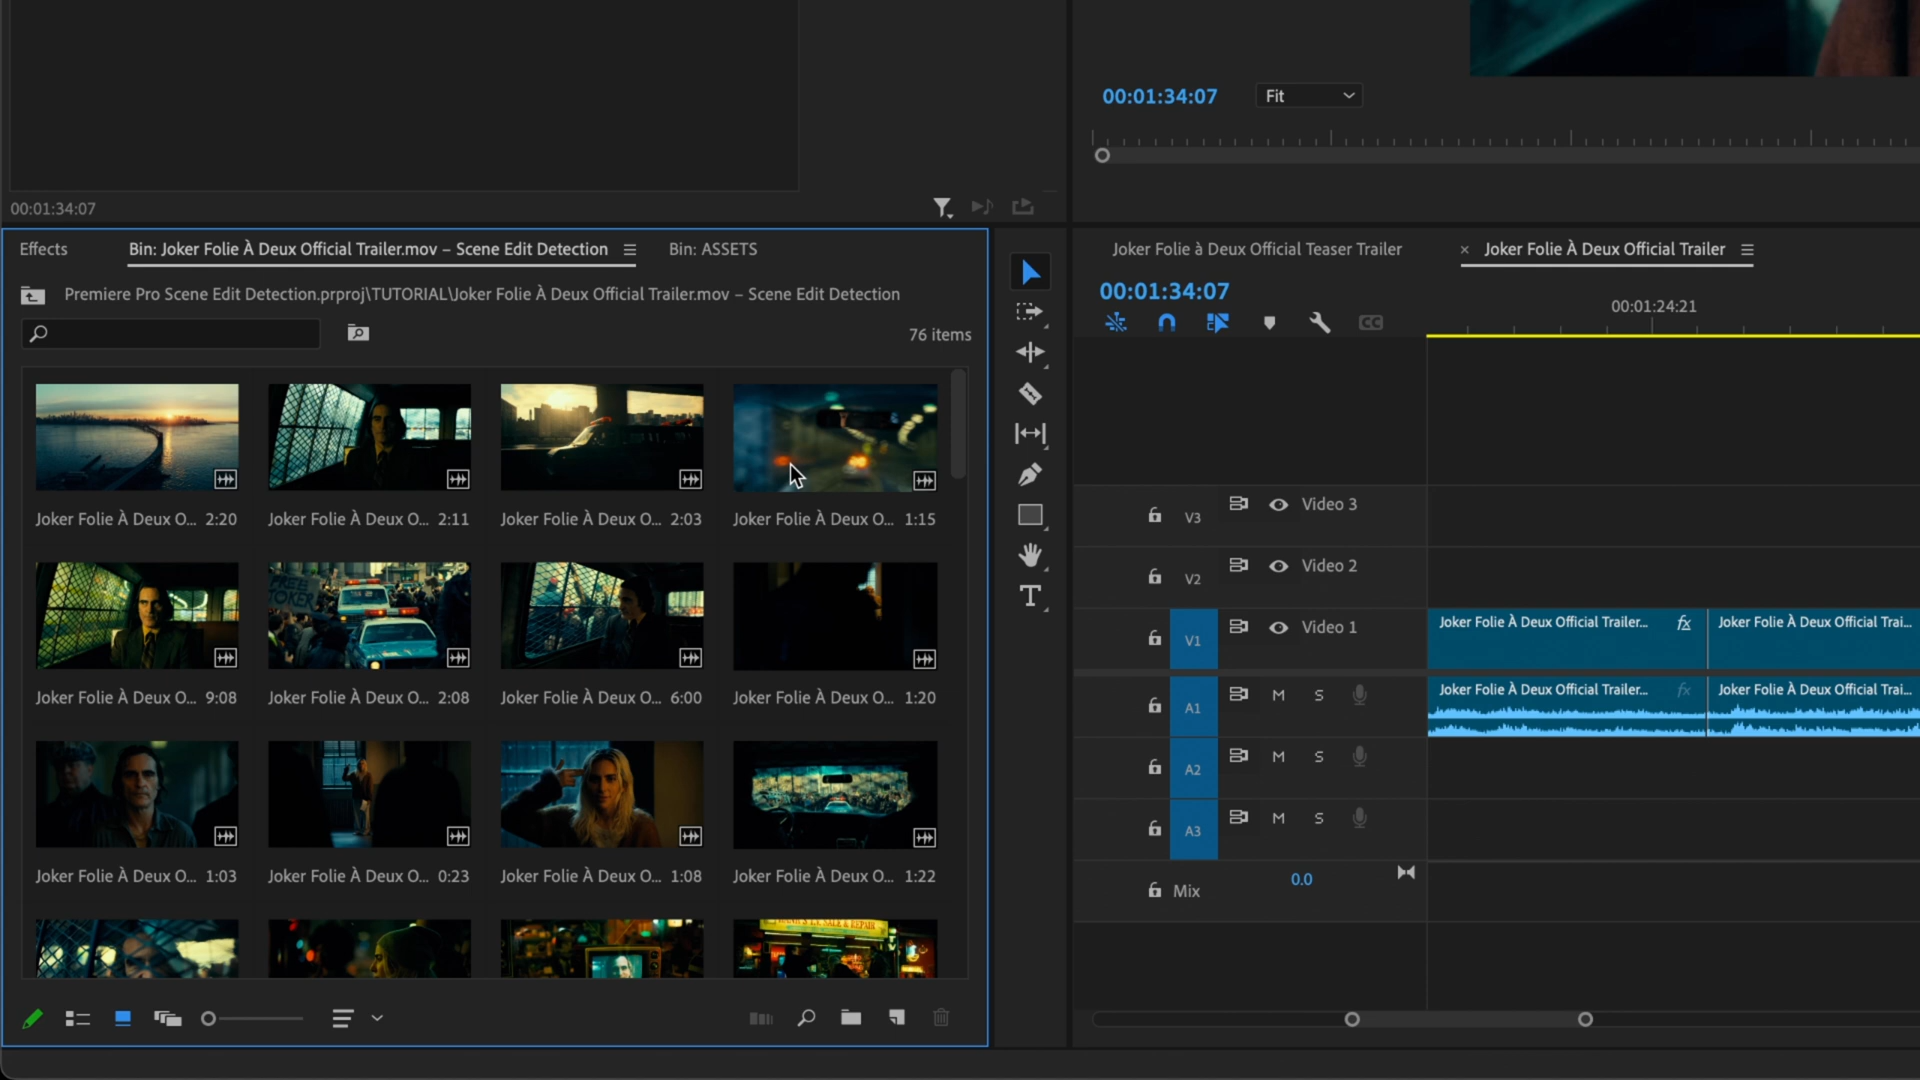 00:01:34:07
Fit
00:01:34:07
Effects
Bin: Joker Folie À Deux Official Trailer.mov – Scene Edit Detection
Bin: ASSETS
Premiere Pro Scene Edit Detection.prproj\TUTORIAL\Joker Folie À Deux Official Trailer.mov – Scene Edit Detection
76 items
Joker Folie À Deux O... 2:20
Joker Folie À Deux O... 2:11
Joker Folie À Deux O... 2:03
Joker Folie À Deux O... 1:15
FREE
JOKER
Joker Folie À Deux O... 9:08
Joker Folie À Deux O... 2:08
Joker Folie À Deux O... 6:00
Joker Folie À Deux O... 1:20
Joker Folie À Deux O... 1:03
Joker Folie À Deux O... 0:23
Joker Folie À Deux O... 1:08
Joker Folie À Deux O... 1:22
T
Joker Folie à Deux Official Teaser Trailer
× Joker Folie À Deux Official Trailer
00:01:34:07
CC
00:01:24:21
V3 Video 3
V2 Video 2
V1 Video 1
Joker Folie À Deux Official Trailer... fx
Joker Folie À Deux Official Trai...
A1 M S
Joker Folie À Deux Official Trailer... fx
Joker Folie À Deux Official Trai...
A2 M S
A3 M S
Mix 0.0